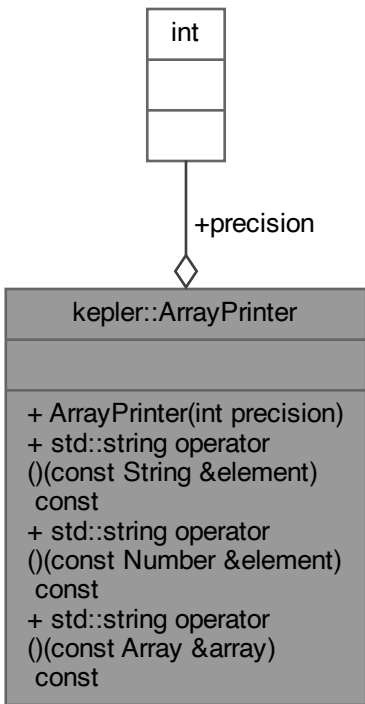 int
+precision
kepler::ArrayPrinter
+ ArrayPrinter(int precision)
+ std::string operator
()(const String &element)
const
+ std::string operator
()(const Number &element)
const
+ std::string operator
()(const Array &array)
const